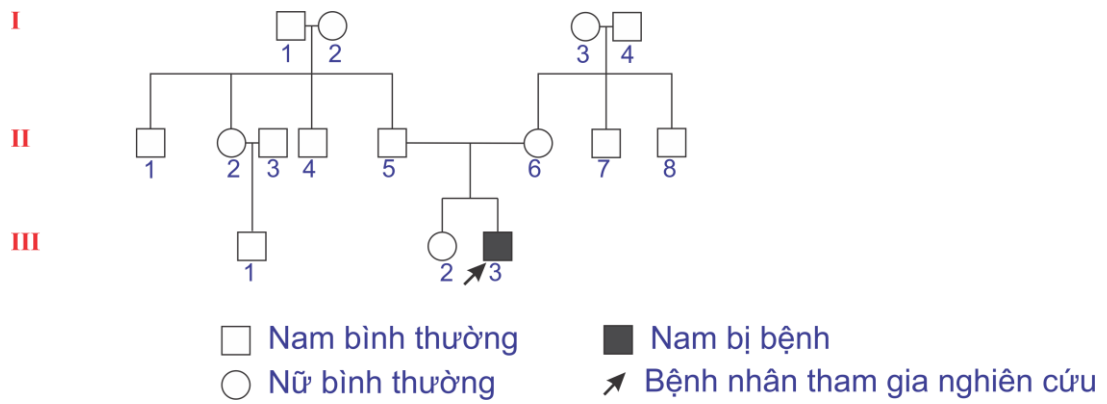 I
1 2 3 4
II
1 2 3 4 5 6 7 8
III
1 2 3
Nam bình thường Nam bị bệnh
Nữ bình thường Bệnh nhân tham gia nghiên cứu